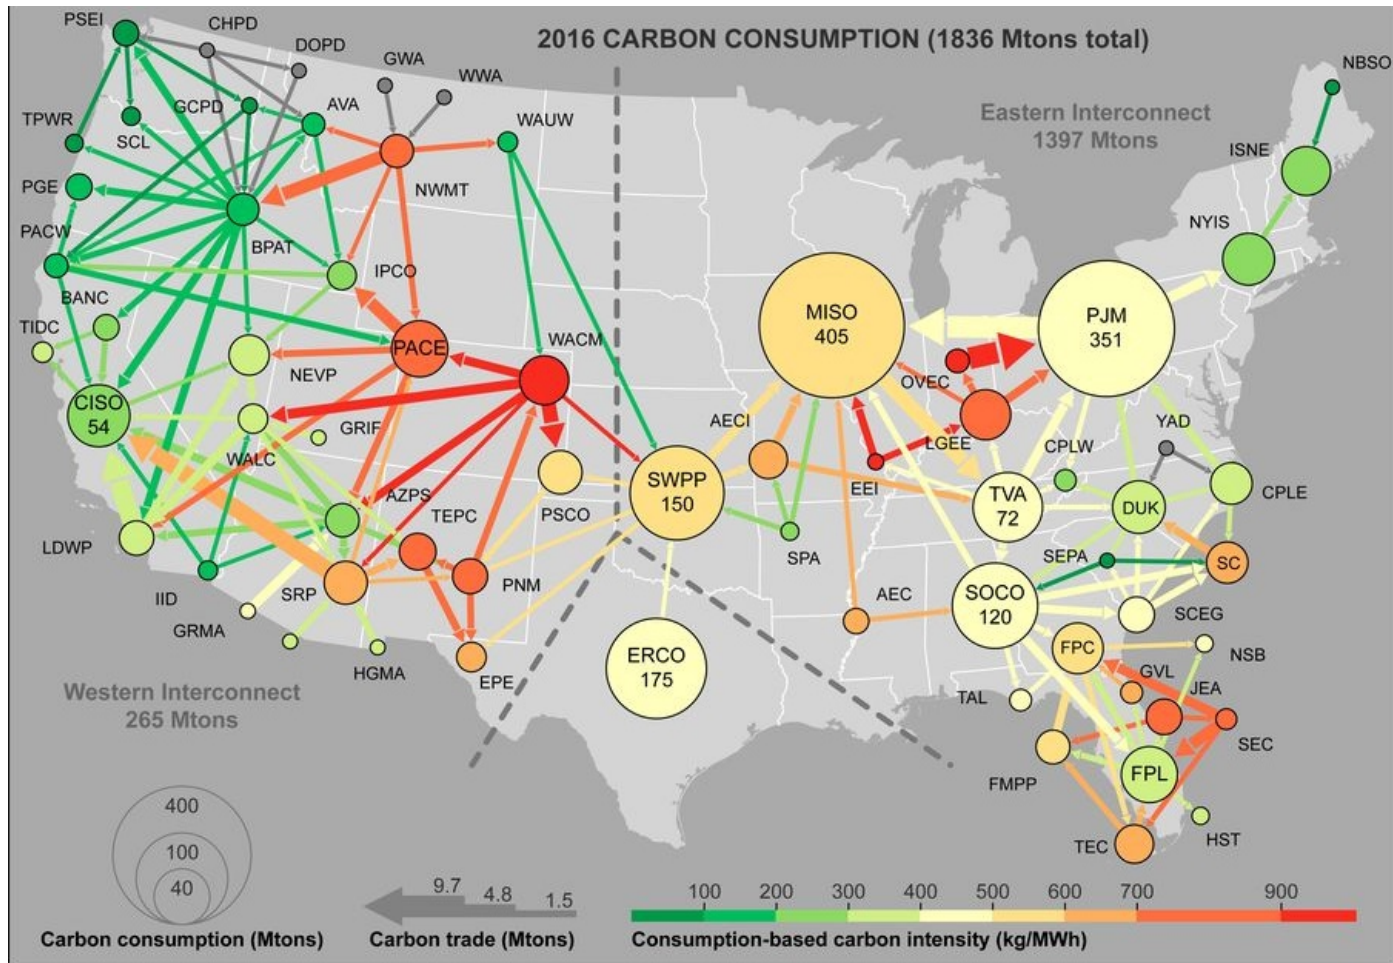 2016 CARBON CONSUMPTION (1836 Mtons total)
PSEI
CHPD
DOPD
GWA
WWA
NBSO
TPWR
SCL
GCPD
AVA
WAUW
Eastern Interconnect
1397 Mtons
ISNE
PGE
NWMT
NYIS
PACW
BPAT
IPCO
BANC
TIDC
PACE
WACM
MISO
405
PJM
351
NEVP
OVEC
CISO
54
GRIF
AECI
LGEE
YAD
WALC
CPLW
AZPS
TEPC
PSCO
SWPP
150
EEI
TVA
72
DUK
CPLE
LDWP
SPA
SEPA
SC
IID
SRP
PNM
AEC
SOCO
120
SCEG
GRMA
HGMA
EPE
ERCO
175
FPC
NSB
GVL
JEA
TAL
SEC
Western Interconnect
265 Mtons
FMPP
FPL
HST
TEC
400
100
40
Carbon consumption (Mtons)
9.7 4.8 1.5
Carbon trade (Mtons)
100 200 300 400 500 600 700 900
Consumption-based carbon intensity (kg/MWh)